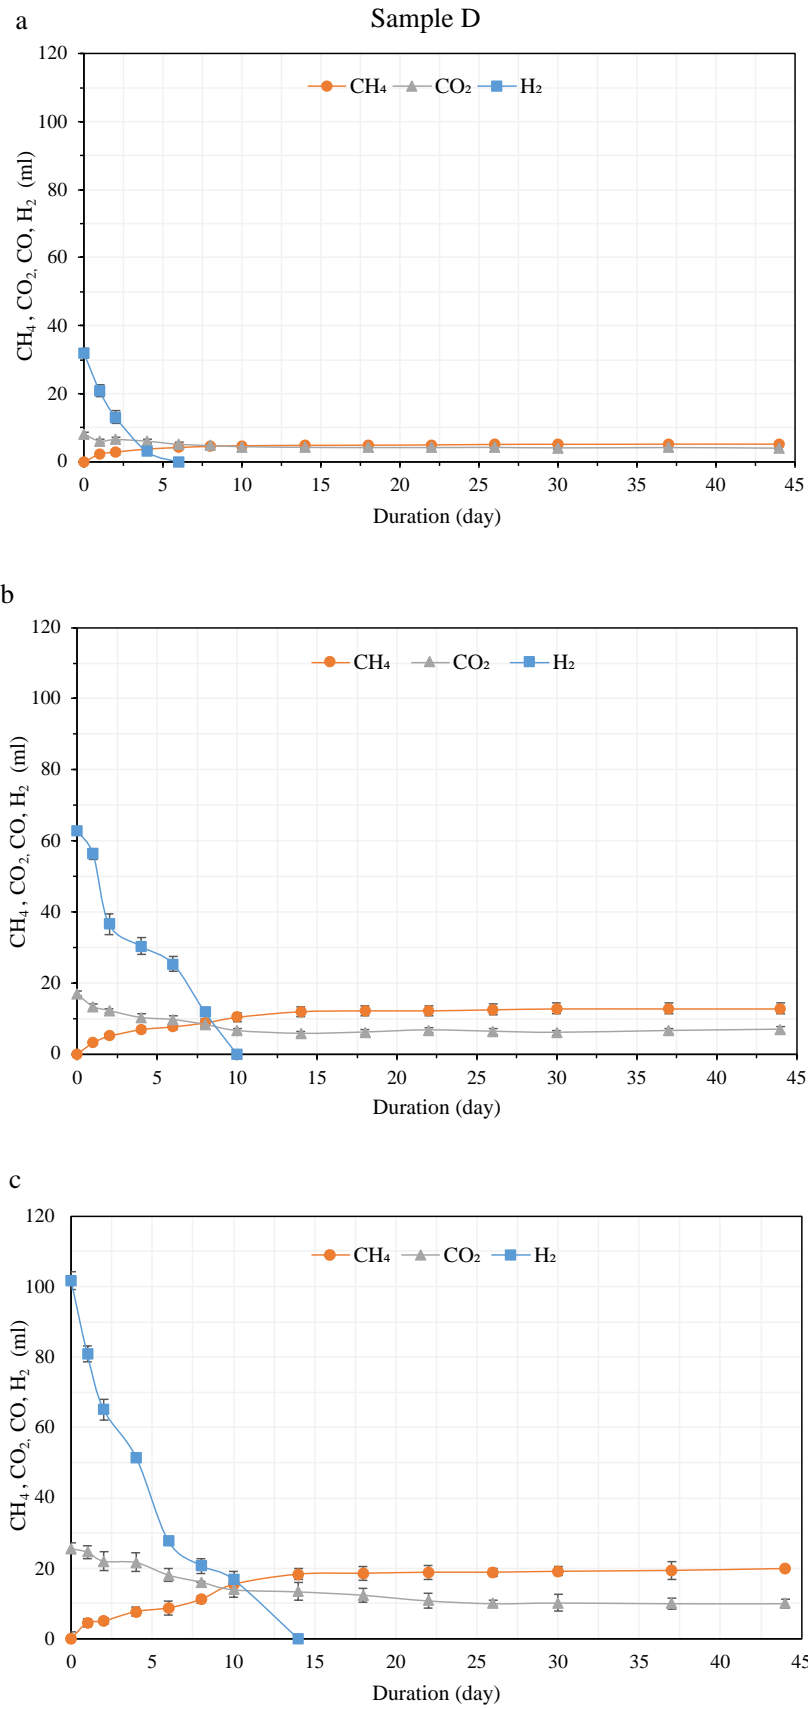 a
Sample D
120
100
80
60
40
20
0
CH₄ CO₂ H₂
CH₄, CO₂, CO, H₂ (ml)
0 5 10 15 20 25 30 35 40 45
Duration (day)
b
120
100
80
60
40
20
0
CH₄ CO₂ H₂
CH₄, CO₂, CO, H₂ (ml)
0 5 10 15 20 25 30 35 40 45
Duration (day)
c
120
100
80
60
40
20
0
CH₄ CO₂ H₂
CH₄, CO₂, CO, H₂ (ml)
0 5 10 15 20 25 30 35 40 45
Duration (day)